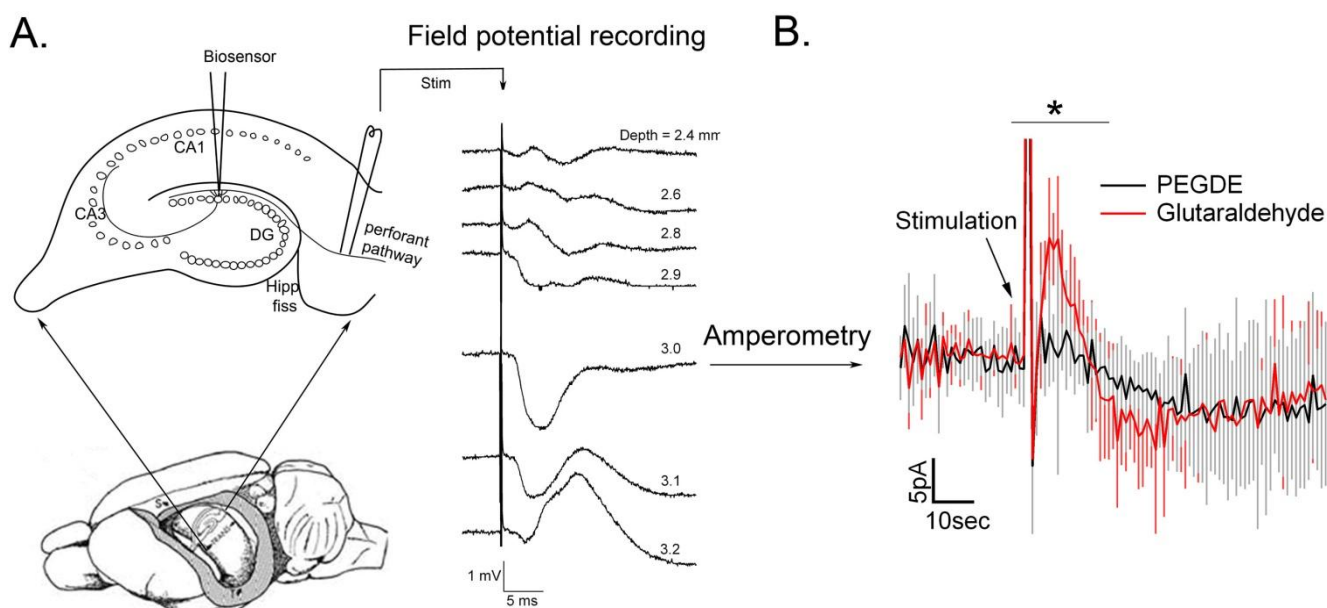 A.
Field potential recording
B.
Biosensor
Stim
CA1
CA3
DG
perforant
pathway
Hipp
fiss
Depth = 2.4 mm
2.6
2.8
2.9
3.0
3.1
3.2
1 mV
5 ms
Amperometry
*
PEGDE
Glutaraldehyde
Stimulation
5pA
10sec
S